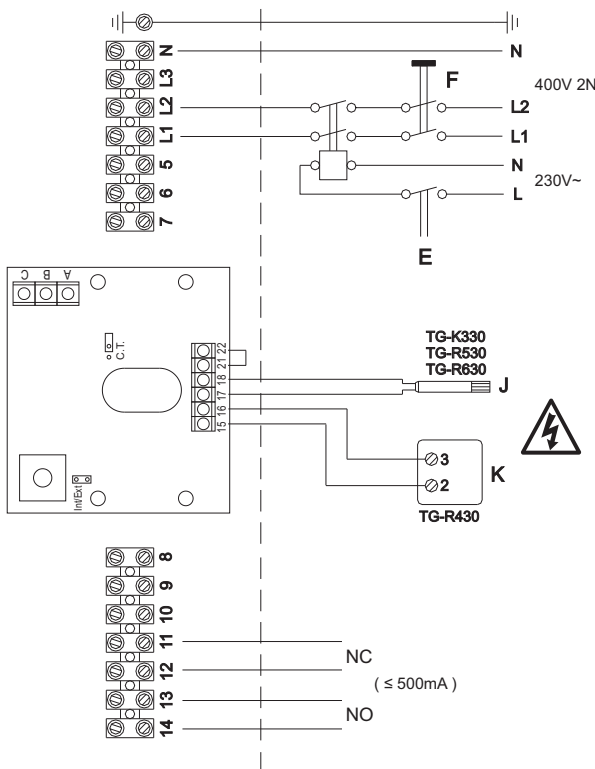 N
N
L3
F
400V 2N
L2
L2
L1
L1
5
N
230V~
6
L
7
E
C B A
C.T.
22
21
18
17
16
15
TG-K330
TG-R530
TG-R630
J
3
K
2
TG-R430
Int/Ext
8
9
10
11
NC
12
( ≤ 500mA )
13
NO
14